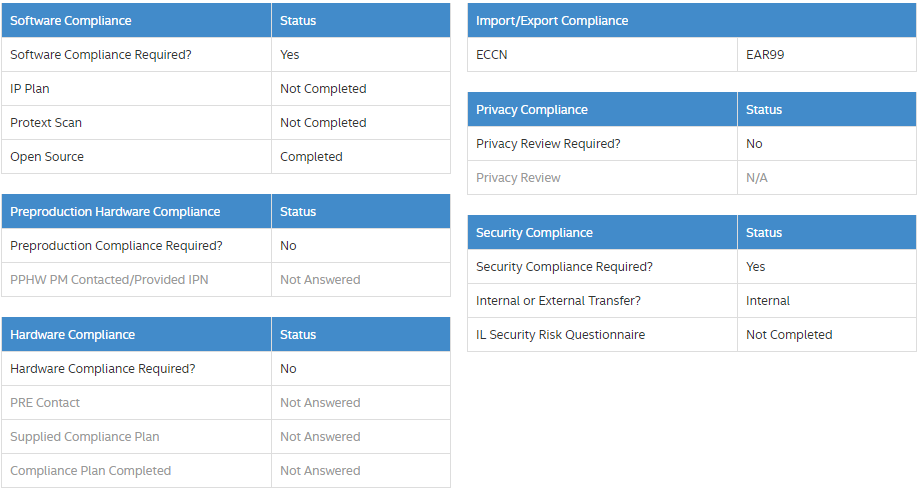 Software Compliance Status
Software Compliance Required? Yes
IP Plan Not Completed
Protext Scan Not Completed
Open Source Completed
Preproduction Hardware Compliance Status
Preproduction Compliance Required? No
PPHW PM Contacted/Provided IPN Not Answered
Hardware Compliance Status
Hardware Compliance Required? No
PRE Contact Not Answered
Supplied Compliance Plan Not Answered
Compliance Plan Completed Not Answered
Import/Export Compliance
ECCN EAR99
Privacy Compliance Status
Privacy Review Required? No
Privacy Review N/A
Security Compliance Status
Security Compliance Required? Yes
Internal or External Transfer? Internal
IL Security Risk Questionnaire Not Completed